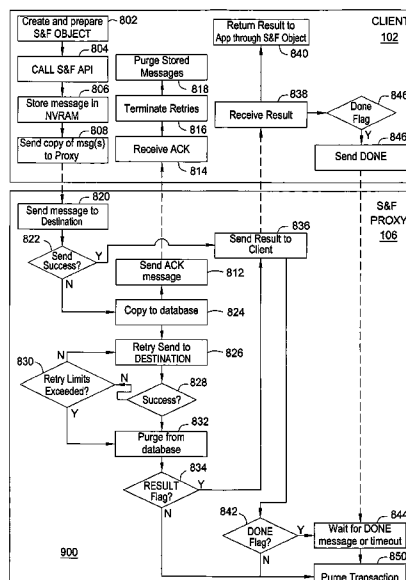 Create and prepare
S&F OBJECT
802
804
CALL S&F API
806
Store message in
NVRAM
808
Send copy of msg(s)
to Proxy
Purge Stored
Messages
818
Terminate Retries
816
Receive ACK
814
Return Result to
App through S&F Object
840
838
Receive Result
CLIENT
102
846
Done
Flag
Y
846
Send DONE
820
Send message to
Destination
822
Send
Success?
Y
N
S&F
PROXY
106
836
Send Result to
Client
Send ACK
message
812
Copy to database
824
Retry Send to
DESTINATION
826
830
N
Retry Limits
Exceeded?
Y
N
828
Success?
832
Purge from
database
834
RESULT
Flag?
Y
N
842
DONE
Flag?
Y
N
844
Wait for DONE
message or timeout
850
Purge Transaction
900